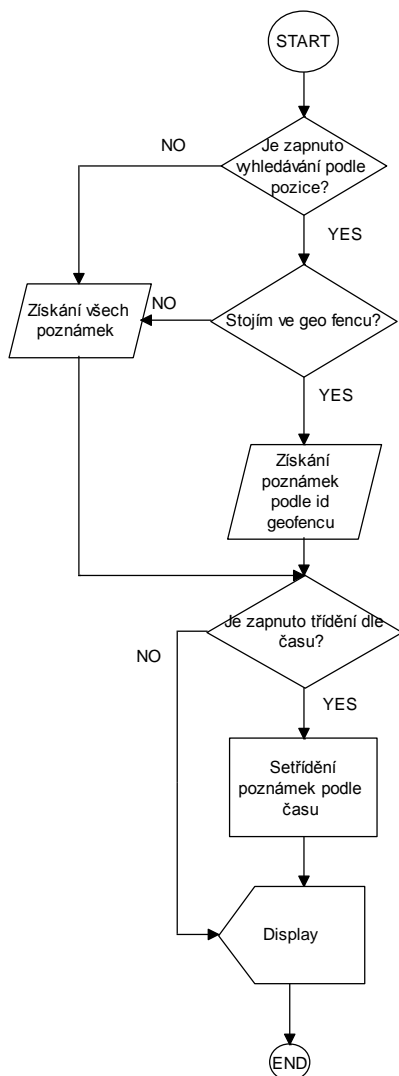 START
Je zapnuto
vyhledávání podle
pozice?
NO
YES
Získání všech
poznámek
NO
Stojím ve geo fencu?
YES
Získání
poznámek
podle id
geofencu
Je zapnuto třídění dle
času?
NO
YES
Setřídění
poznámek podle
času
Display
END